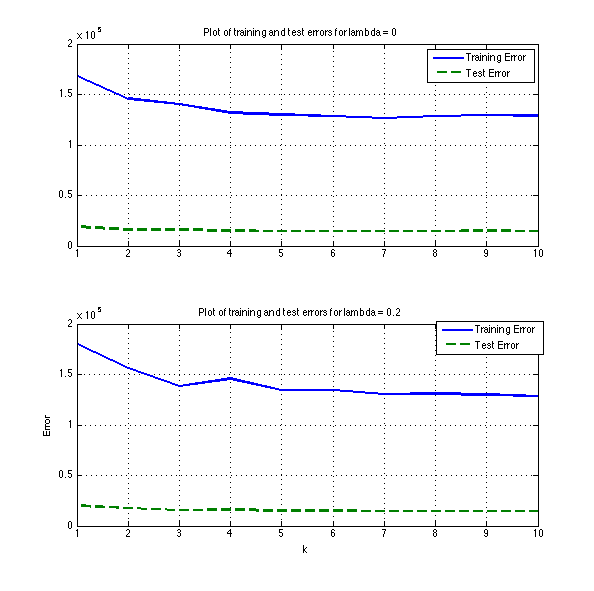 Plot of training and test errors for lambda = 0
x 10^5
2
1.5
1
0.5
0
1 2 3 4 5 6 7 8 9 10
Training Error
Test Error
Plot of training and test errors for lambda = 0.2
x 10^5
2
1.5
1
0.5
0
Error
1 2 3 4 5 6 7 8 9 10
k
Training Error
Test Error